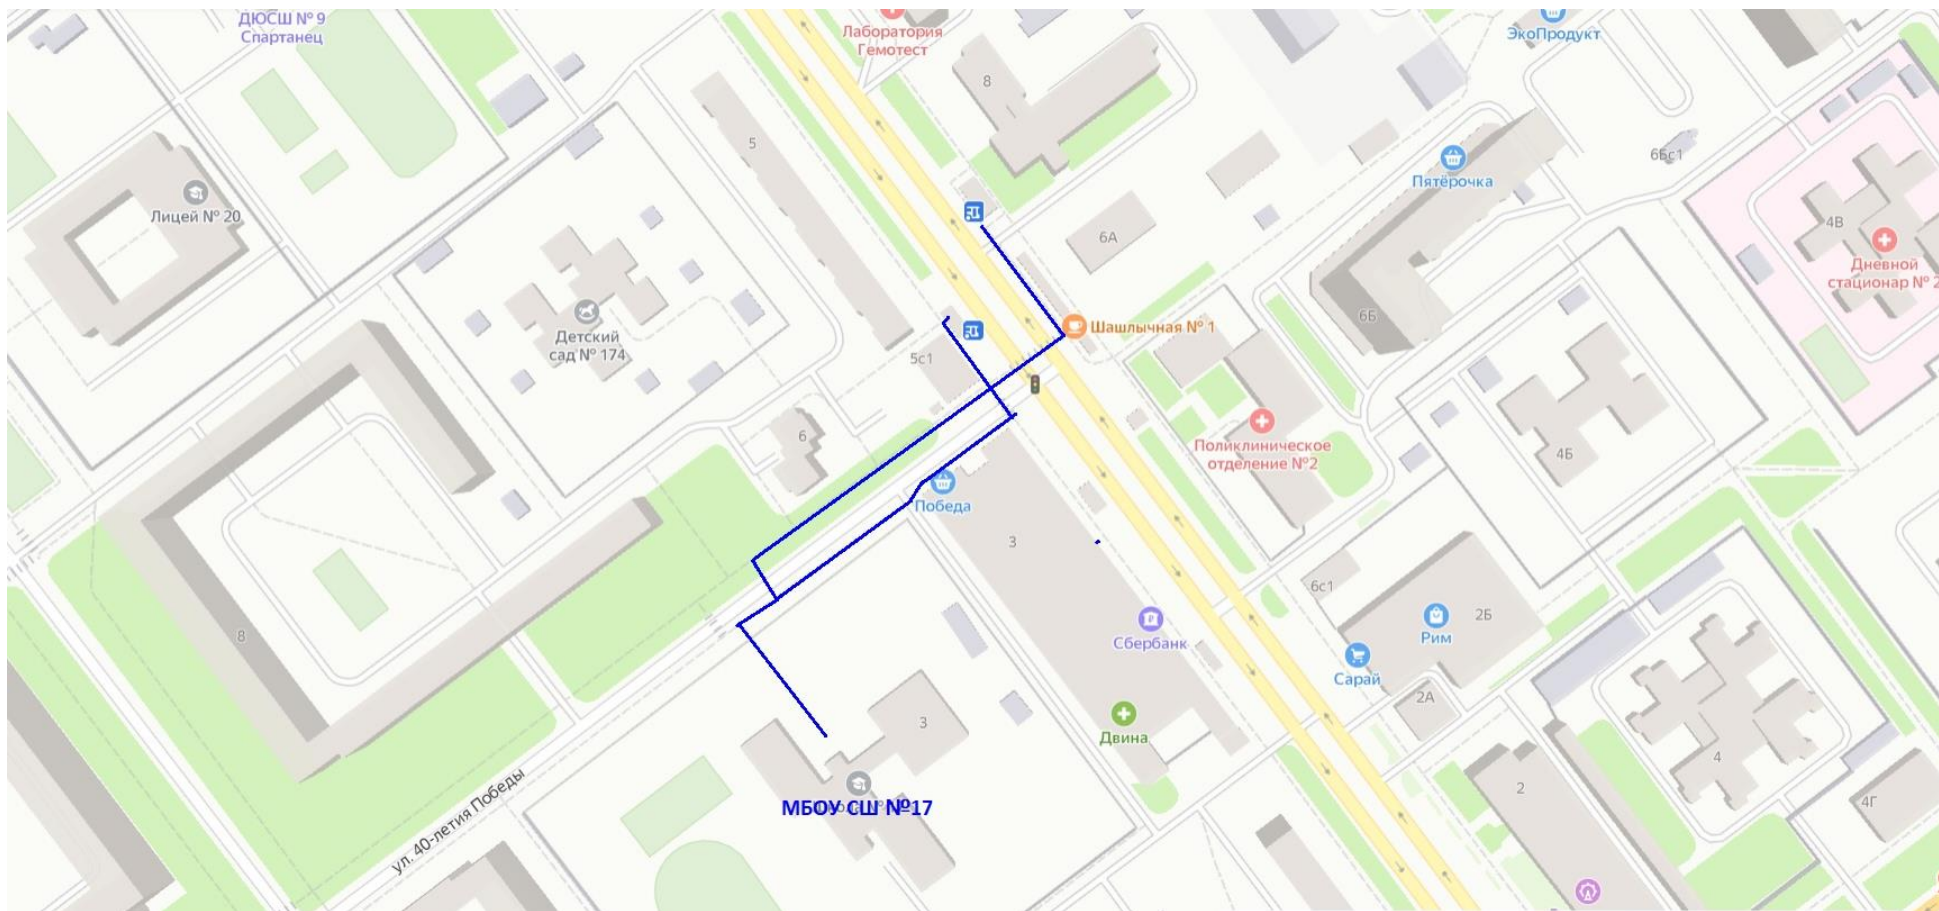 ДЮСШ № 9
Спартанец
Лаборатория
Гемотест
ЭкоПродукт
8
5
6Бс1
Пятёрочка
Лицей № 20
4В
6А
Дневной
стационар № 2
6Б
Шашлычная № 1
Детский
сад № 174
5с1
6
Поликлиническое
отделение №2
4Б
Победа
3
6с1
8
2Б
Рим
Сбербанк
Сарай
2А
3
Двина
4
2
4Г
МБОУ СШ №17
ул. 40-летия Победы